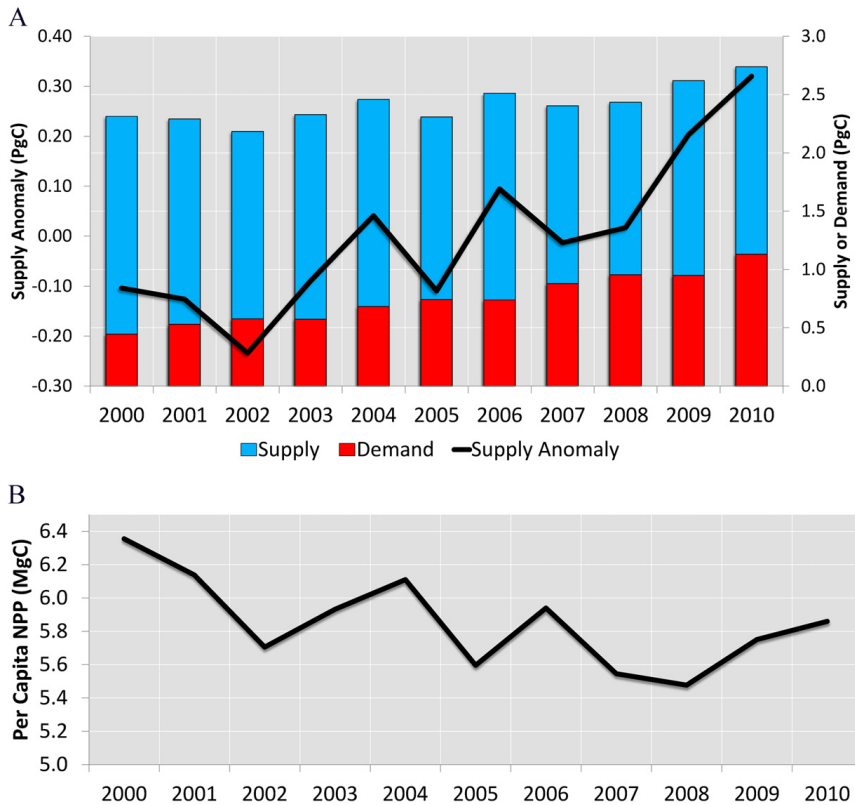 A
0.40
0.30
0.20
0.10
0.00
-0.10
-0.20
-0.30
Supply Anomaly (PgC)
3.0
2.5
2.0
1.5
1.0
0.5
0.0
Supply or Demand (PgC)
2000 2001 2002 2003 2004 2005 2006 2007 2008 2009 2010
Supply Demand Supply Anomaly
B
6.4
6.2
6.0
5.8
5.6
5.4
5.2
5.0
Per Capita NPP (MgC)
2000 2001 2002 2003 2004 2005 2006 2007 2008 2009 2010